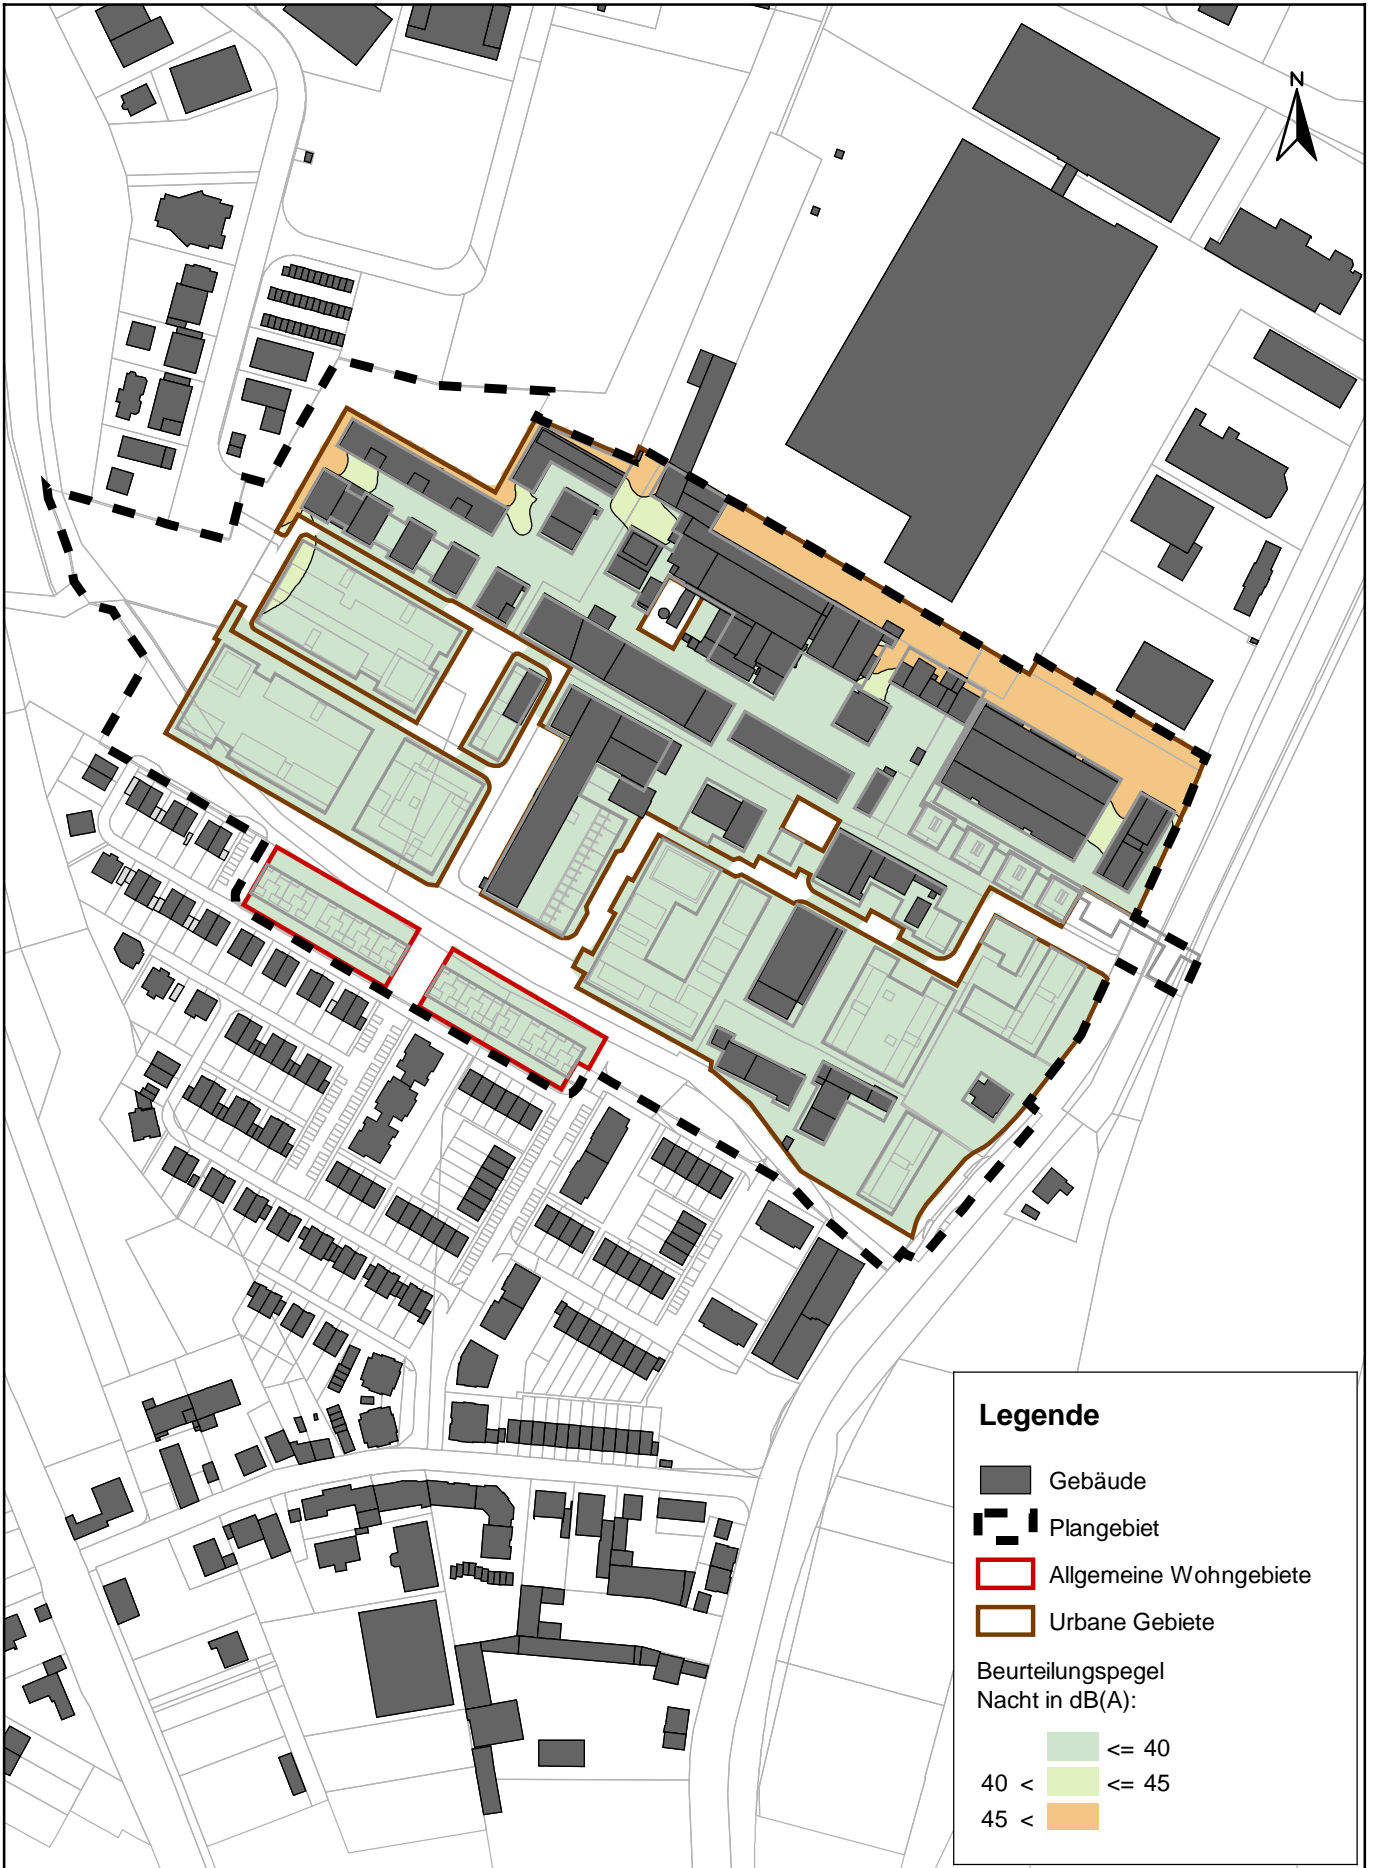 N
Legende
Gebäude
Plangebiet
Allgemeine Wohngebiete
Urbane Gebiete
Beurteilungspegel
Nacht in dB(A):
<= 40
40 < <= 45
45 <